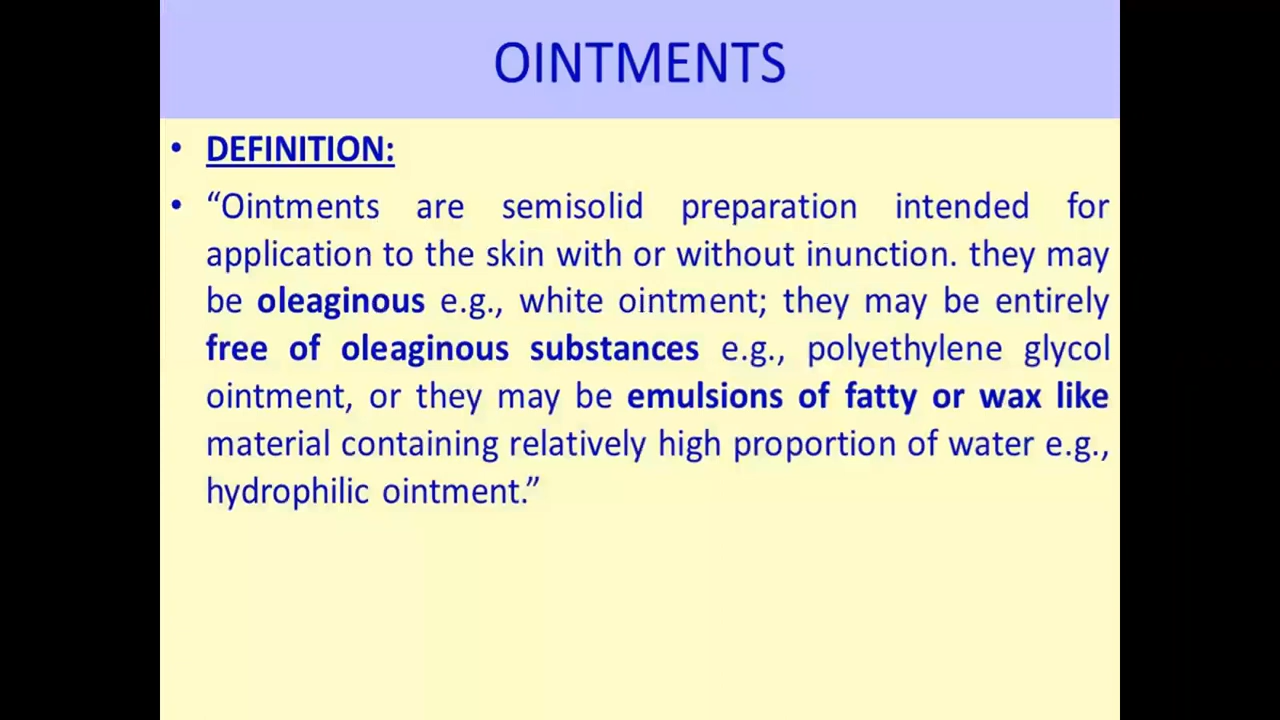 OINTMENTS
• DEFINITION:
• “Ointments are semisolid preparation intended for
application to the skin with or without inunction. they may
be oleaginous e.g., white ointment; they may be entirely
free of oleaginous substances e.g., polyethylene glycol
ointment, or they may be emulsions of fatty or wax like
material containing relatively high proportion of water e.g.,
hydrophilic ointment.”